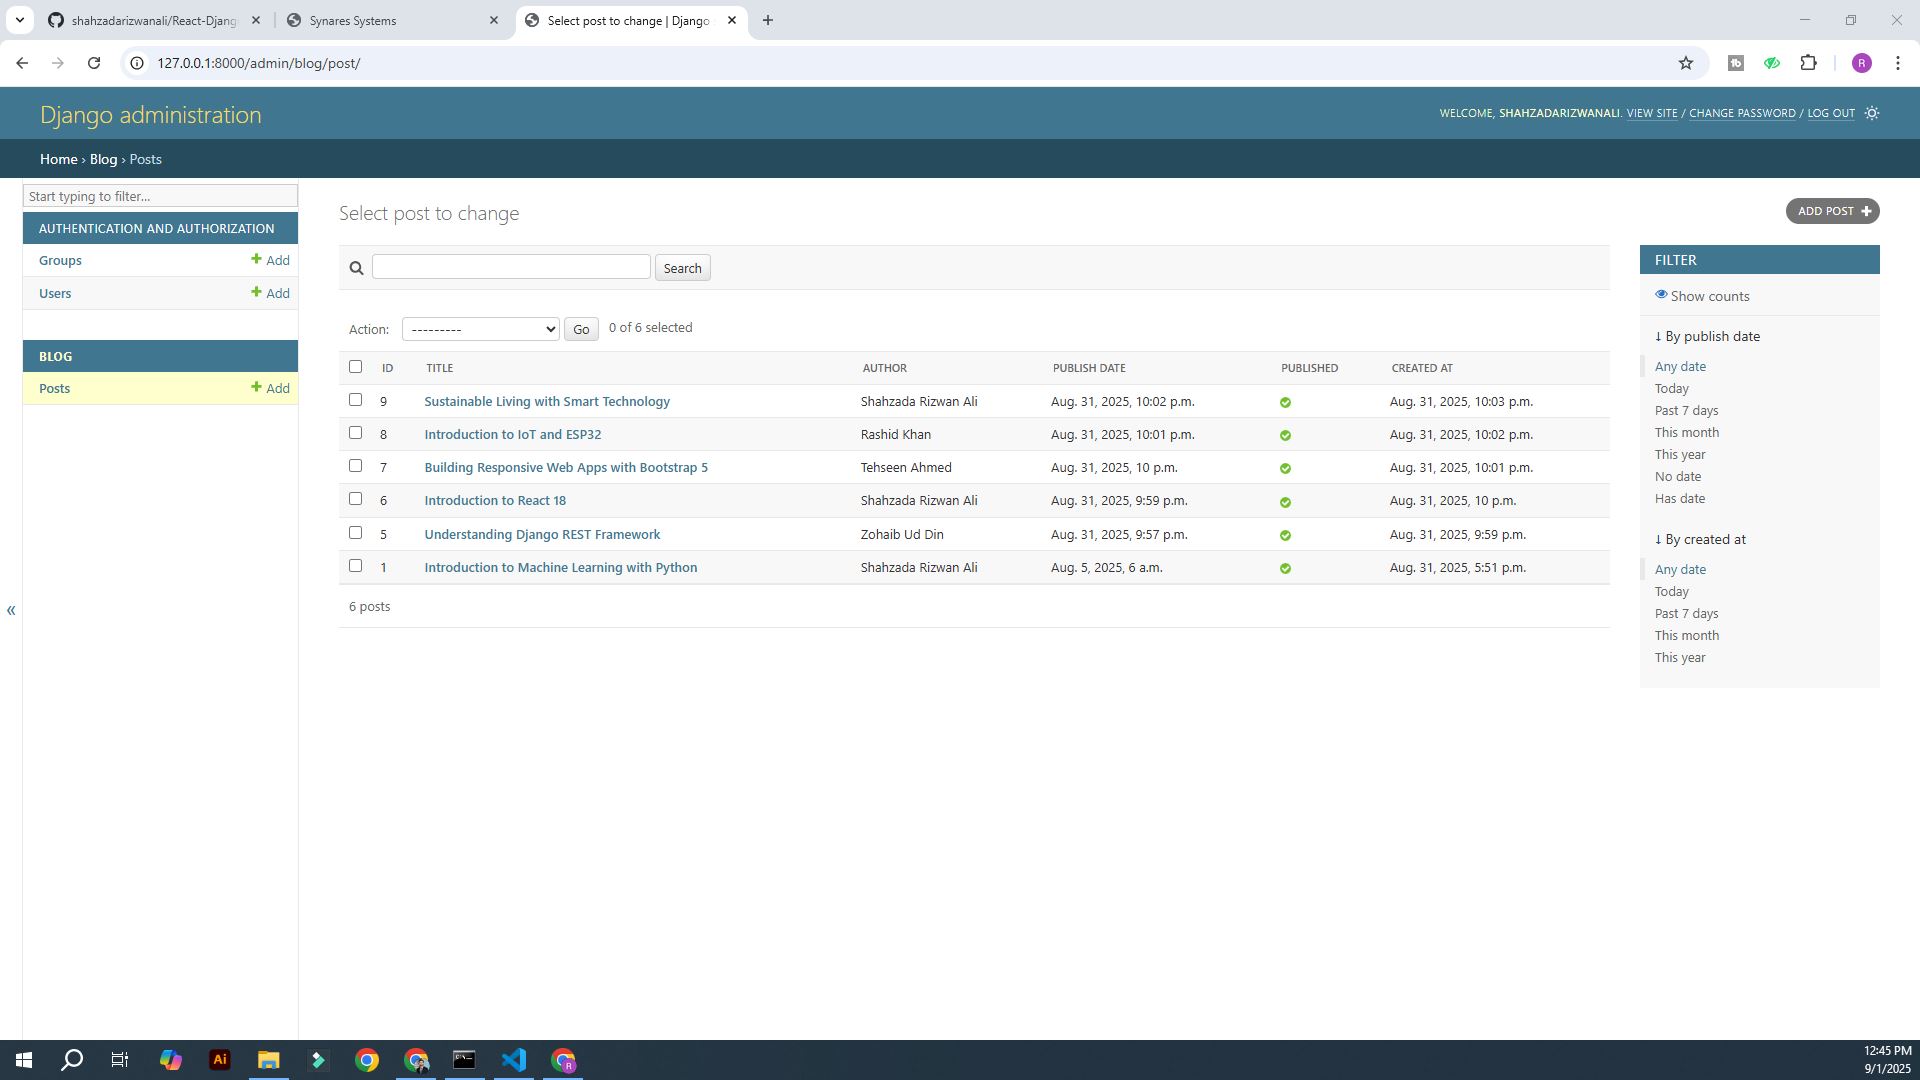 shahzadarizwanali/React-Djang
Synares Systems
Select post to change | Django
127.0.0.1:8000/admin/blog/post/
R
Django administration
WELCOME, SHAHZADARIZWANALI. VIEW SITE / CHANGE PASSWORD / LOG OUT
Home › Blog › Posts
Start typing to filter...
AUTHENTICATION AND AUTHORIZATION
Groups Add
Users Add
BLOG
Posts Add
«
Select post to change
ADD POST
Search
Action: --------- Go 0 of 6 selected
ID TITLE AUTHOR PUBLISH DATE PUBLISHED CREATED AT
9 Sustainable Living with Smart Technology Shahzada Rizwan Ali Aug. 31, 2025, 10:02 p.m. Aug. 31, 2025, 10:03 p.m.
8 Introduction to IoT and ESP32 Rashid Khan Aug. 31, 2025, 10:01 p.m. Aug. 31, 2025, 10:02 p.m.
7 Building Responsive Web Apps with Bootstrap 5 Tehseen Ahmed Aug. 31, 2025, 10 p.m. Aug. 31, 2025, 10:01 p.m.
6 Introduction to React 18 Shahzada Rizwan Ali Aug. 31, 2025, 9:59 p.m. Aug. 31, 2025, 10 p.m.
5 Understanding Django REST Framework Zohaib Ud Din Aug. 31, 2025, 9:57 p.m. Aug. 31, 2025, 9:59 p.m.
1 Introduction to Machine Learning with Python Shahzada Rizwan Ali Aug. 5, 2025, 6 a.m. Aug. 31, 2025, 5:51 p.m.
6 posts
FILTER
Show counts
↓ By publish date
Any date
Today
Past 7 days
This month
This year
No date
Has date
↓ By created at
Any date
Today
Past 7 days
This month
This year
Ai
R
12:45 PM
9/1/2025